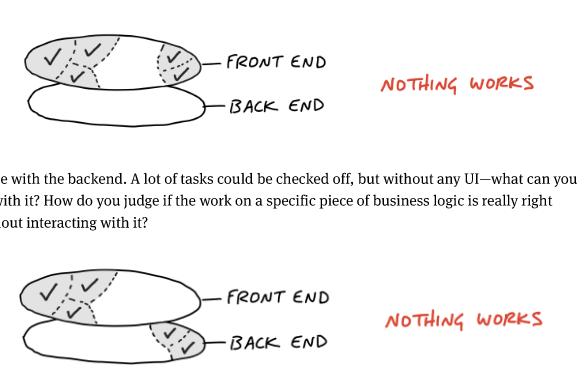 FRONT END
NOTHING WORKS
BACK END
e with the backend. A lot of tasks could be checked off, but without any UI—what can you
with it? How do you judge if the work on a specific piece of business logic is really right
out interacting with it?
FRONT END
NOTHING WORKS
BACK END